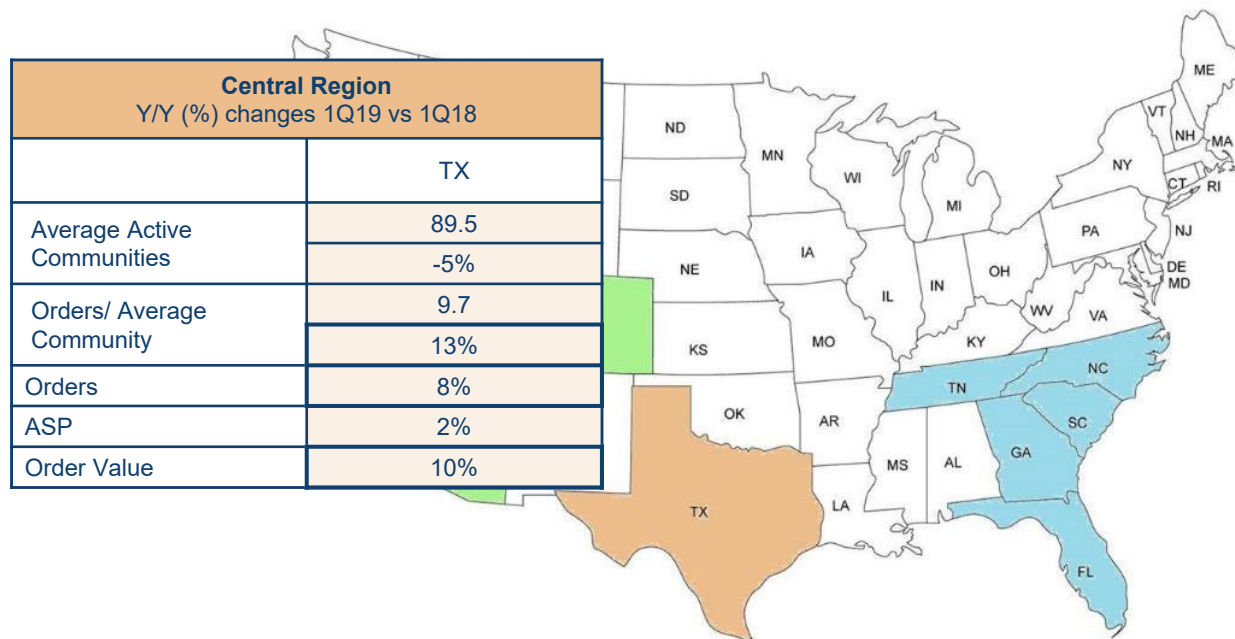 Central Region
Y/Y (%) changes 1Q19 vs 1Q18
TX
Average Active
Communities
89.5
-5%
Orders/ Average
Community
9.7
13%
Orders
8%
ASP
2%
Order Value
10%
ME
VT
NH
MA
ND
MN
NY
WI
CT
RI
SD
MI
PA
NJ
IA
NE
OH
DE
IL
IN
MD
WV
VA
KS
MO
KY
NC
TN
OK
AR
SC
GA
MS
AL
TX
LA
FL